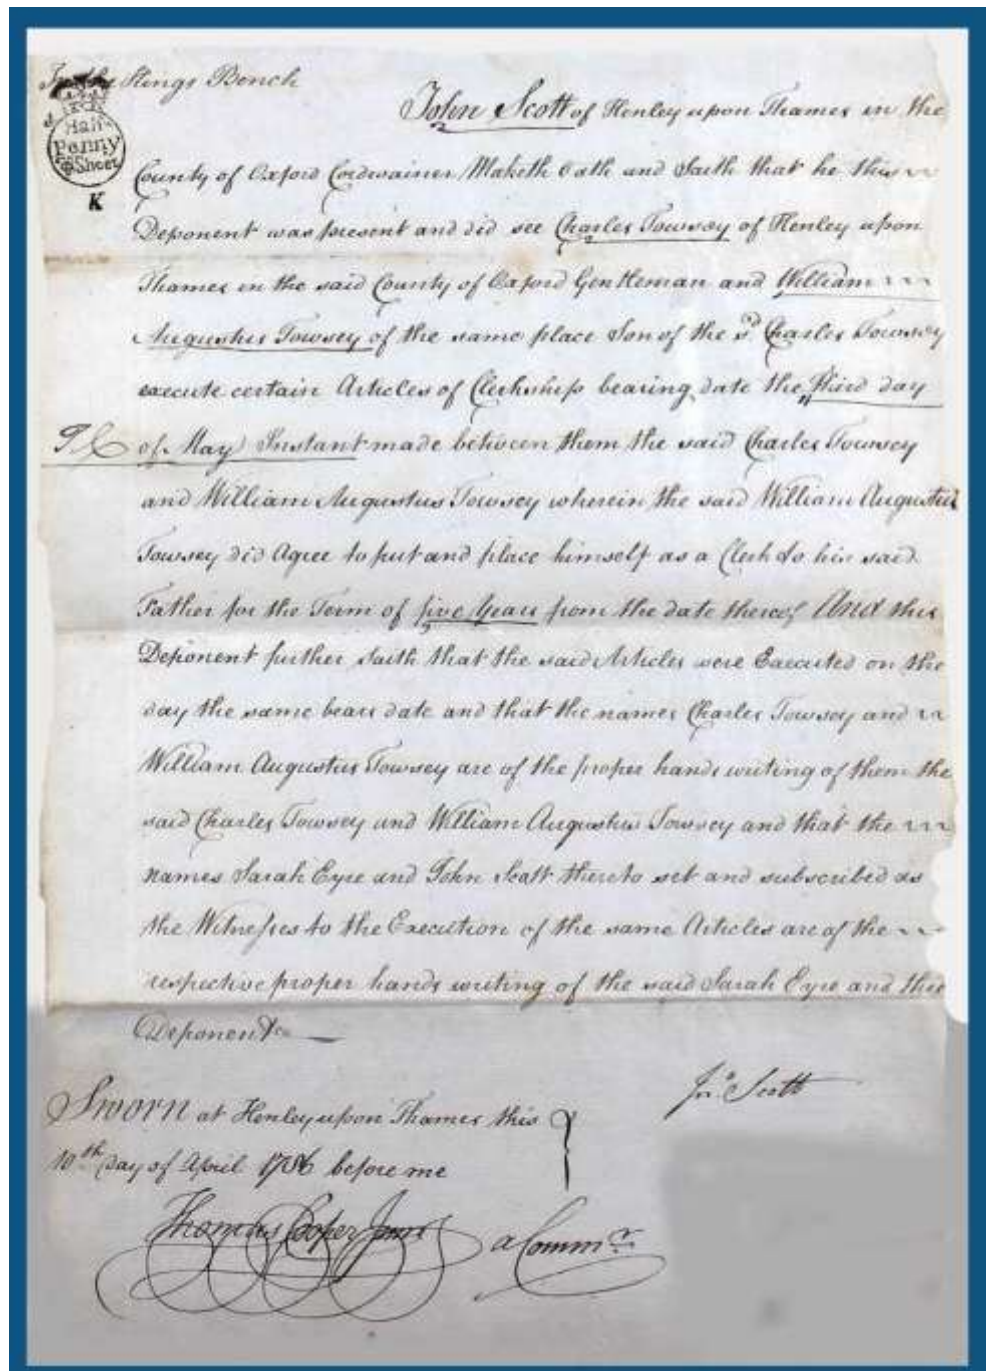 In the Kings Bench
Half
Penny
Sheet
K
John Scott of Henley upon Thames in the
County of Oxford Cordwainer Maketh Oath and Saith that he this
Deponent was present and did see Charles Towsey of Henley upon
Thames in the said County of Oxford Gentleman and William
Augustus Towsey of the same place Son of the sd Charles Towsey
execute certain Articles of Clerkship bearing date the third day
of May Instant made between them the said Charles Towsey
and William Augustus Towsey wherein the said William Augustus
Towsey did Agree to put and place himself as a Clerk to his said
Father for the Term of five Years from the date thereof And this
Deponent further saith that the said Articles were Executed on the
day the same bears date and that the names Charles Towsey and
William Augustus Towsey are of the proper hands writing of them the
said Charles Towsey and William Augustus Towsey and that the
names Sarah Eyre and John Scott thereto set and subscribed as
the Witnesses to the Execution of the same Articles are of the
respective proper hands writing of the said Sarah Eyre and this
Deponent
Jno. Scott
Sworn at Henley upon Thames this
10th Day of April 1786 before me
Thomas Cooper Junr
a Commr.